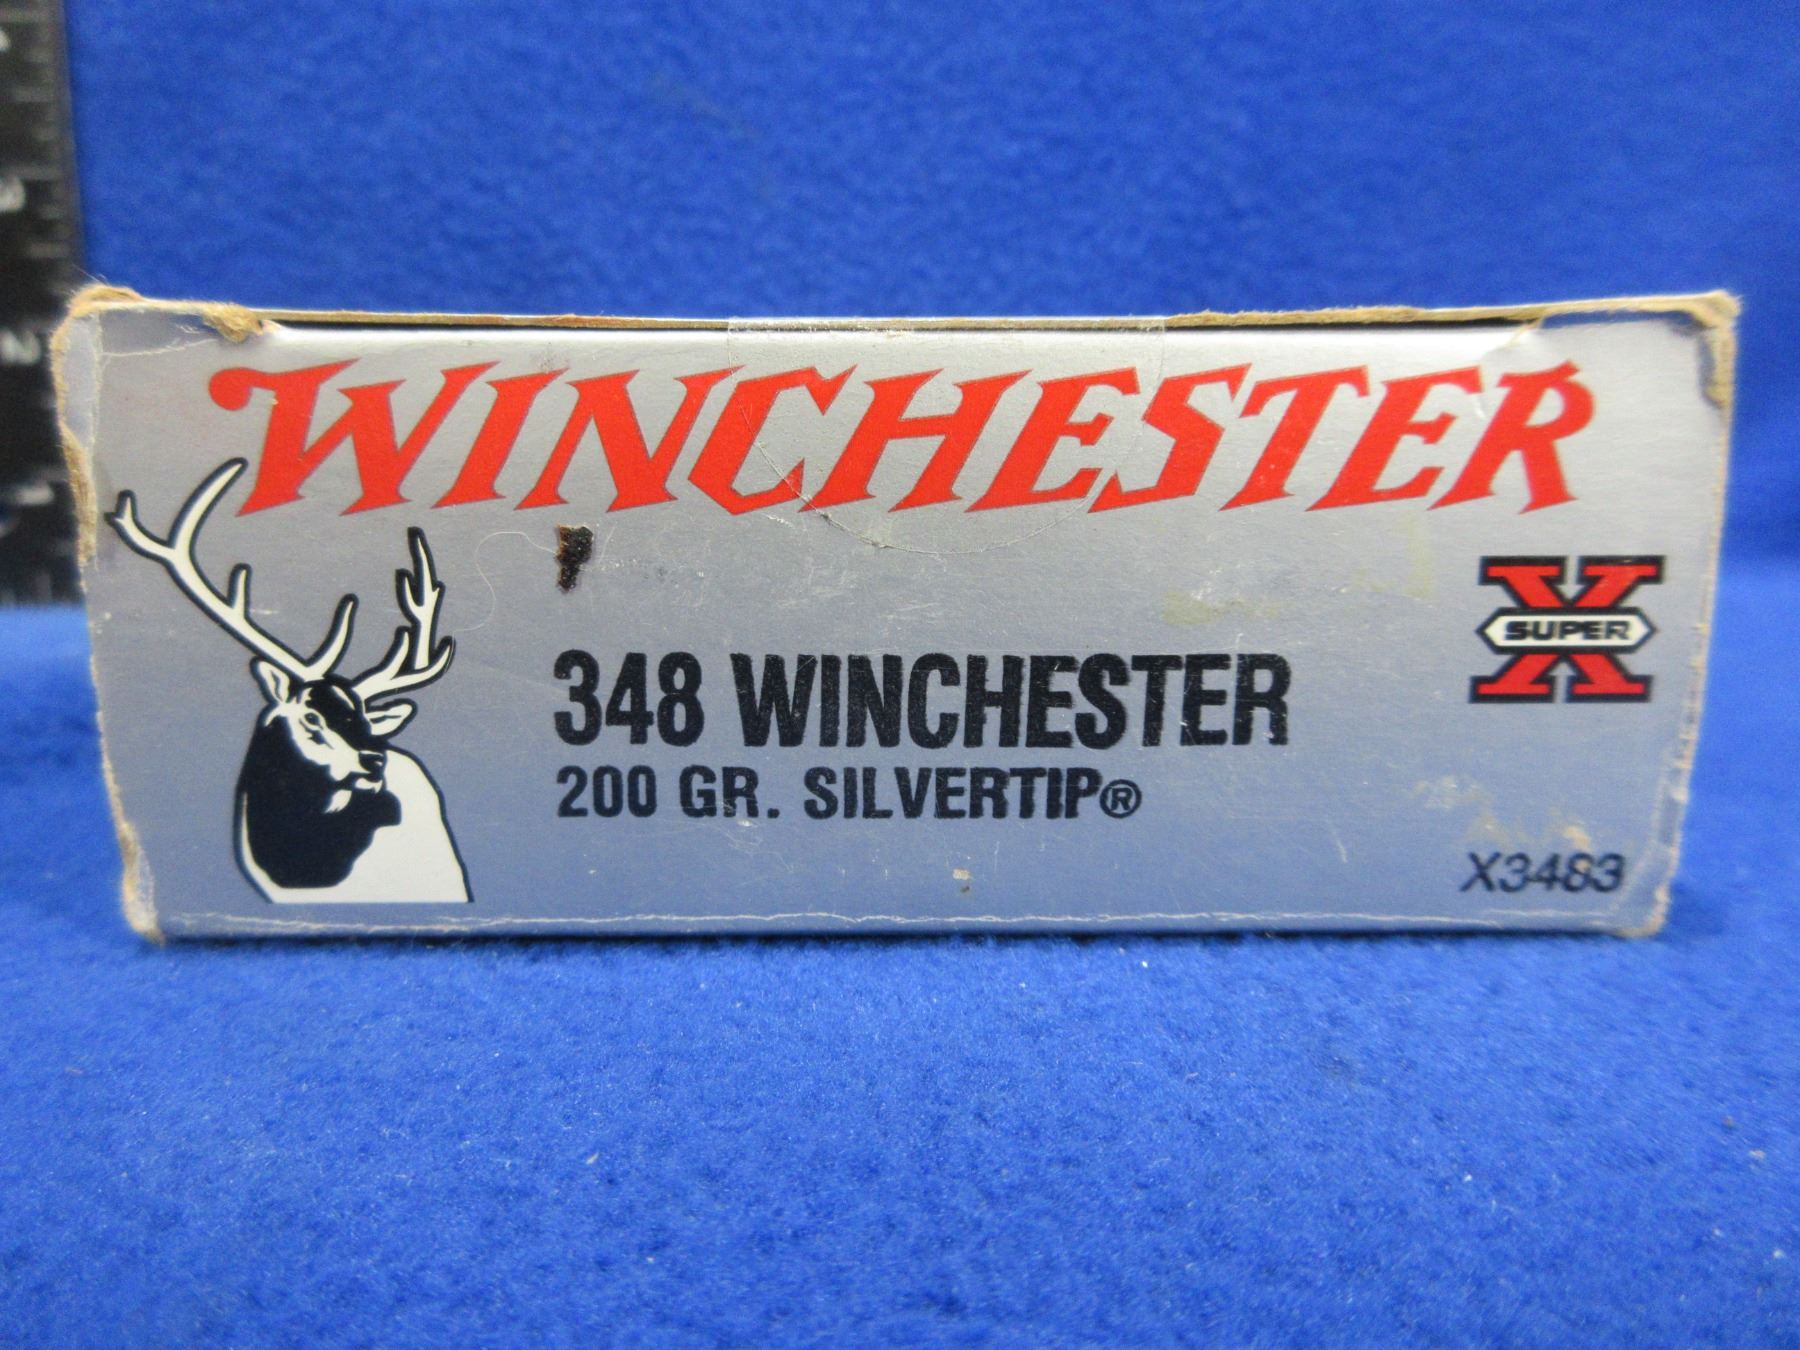 WINCHESTER
X
SUPER
348 WINCHESTER
200 GR. SILVERTIP®
X3483